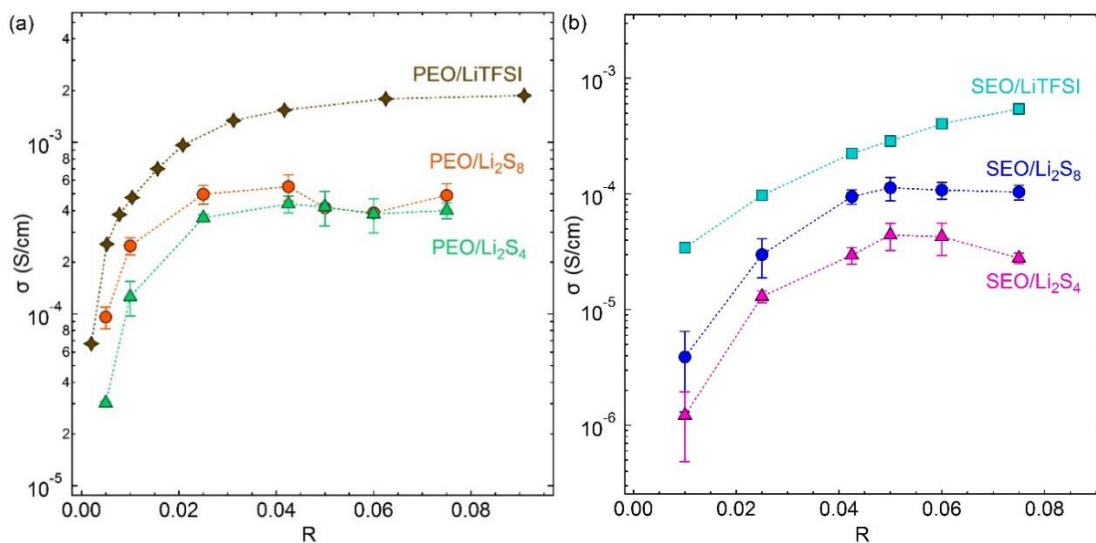 (a)
σ (S/cm)
4
2
10⁻³
8
6
4
2
10⁻⁴
8
6
4
2
10⁻⁵
PEO/LiTFSI
PEO/Li₂S₈
PEO/Li₂S₄
0.00 0.02 0.04 0.06 0.08
R
(b)
σ (S/cm)
10⁻³
10⁻⁴
10⁻⁵
10⁻⁶
SEO/LiTFSI
SEO/Li₂S₈
SEO/Li₂S₄
0.00 0.02 0.04 0.06 0.08
R